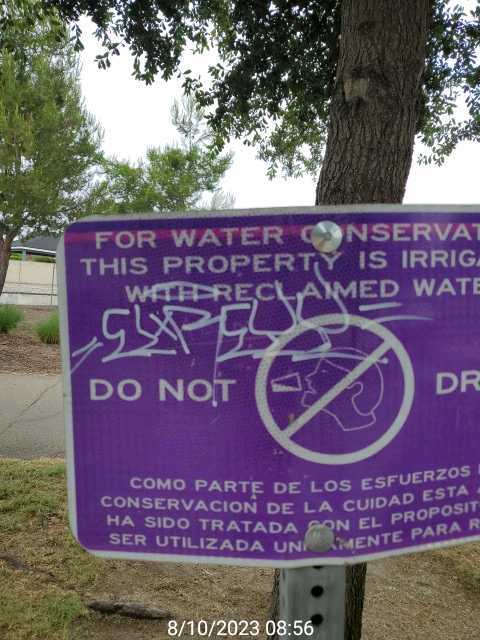 FOR WATER CONSERVAT
THIS PROPERTY IS IRRIGA
WITH RECLAIMED WATE
DO NOT DR
COMO PARTE DE LOS ESFUERZOS
CONSERVACION DE LA CUIDAD ESTA
HA SIDO TRATADA CON EL PROPOSIT
SER UTILIZADA UNICAMENTE PARA R
8/10/2023 08:56